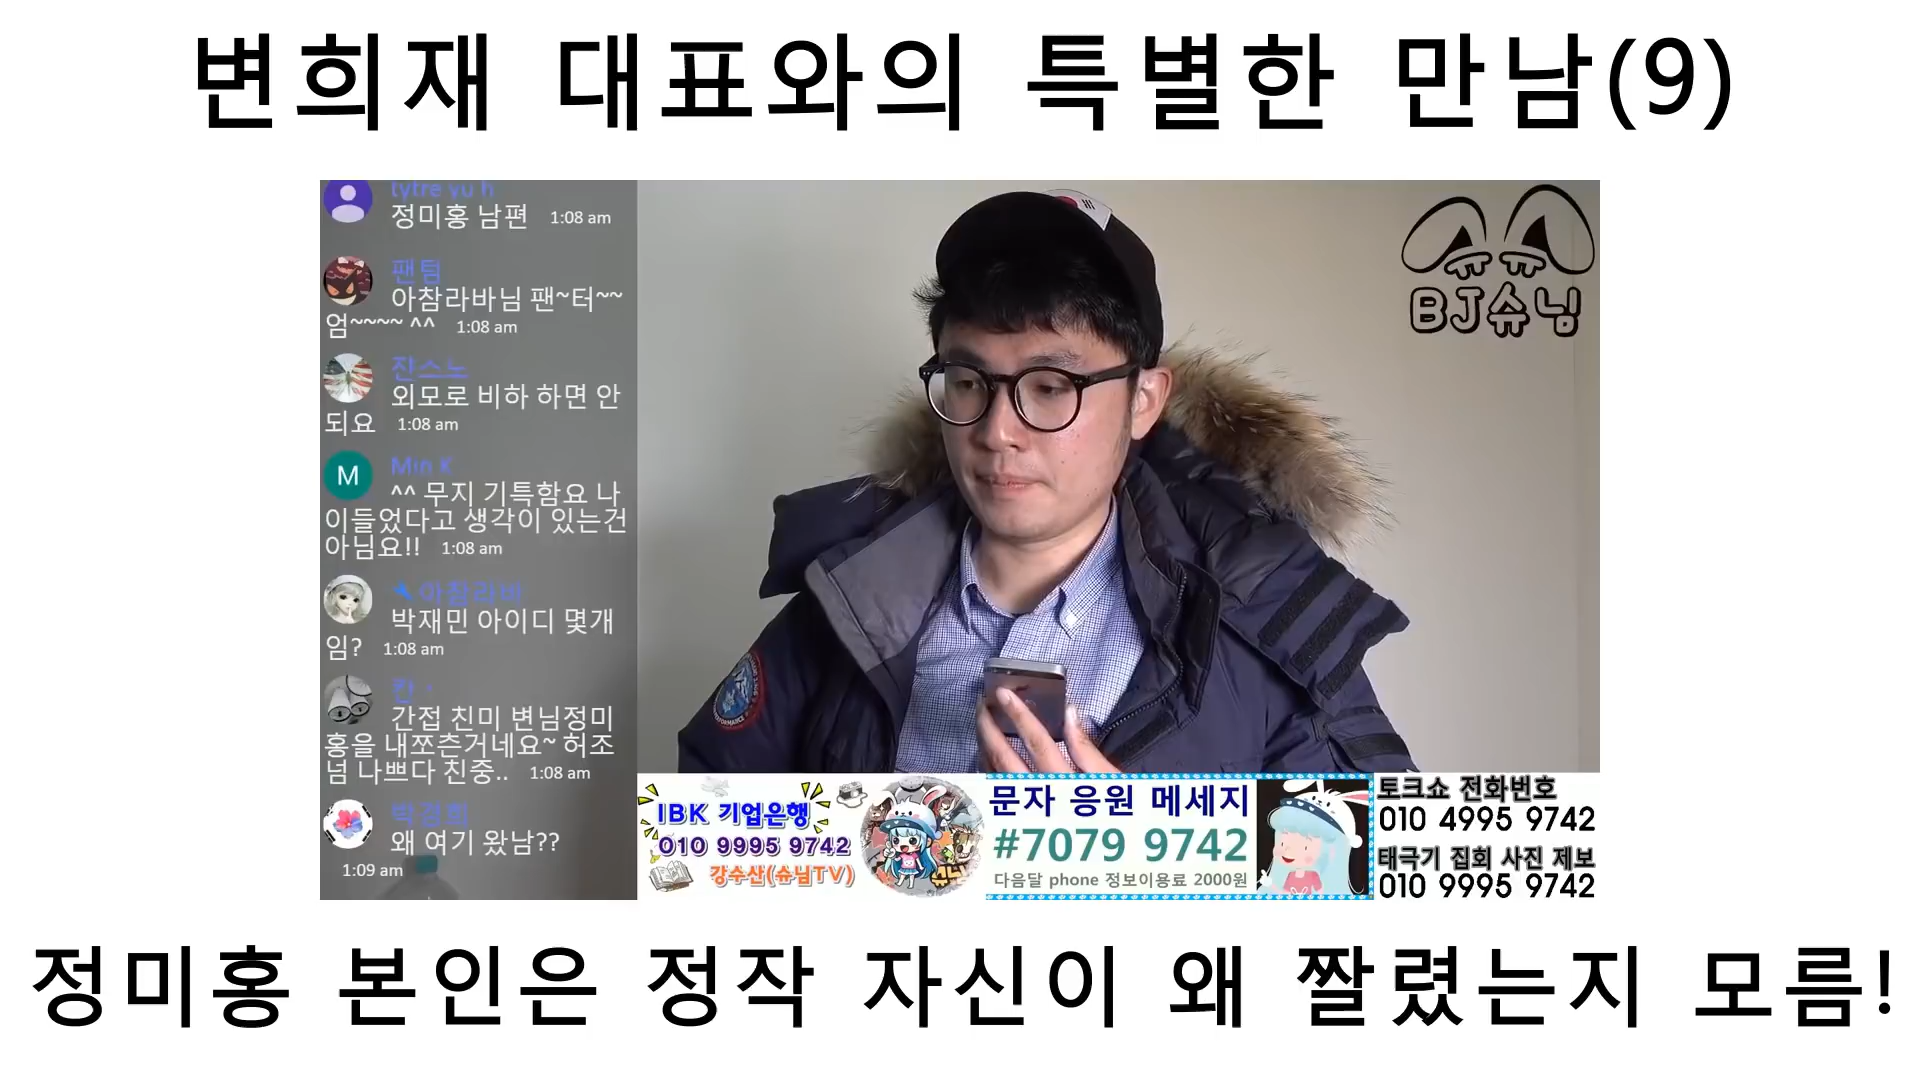 변희재 대표와의 특별한 만남(9)
정미홍 남편 1:08 am
팬텀
아참라바님 팬~터~~
엄~~~~ ^^ 1:08 am
잔스노
외모로 비하 하면 안
되요 1:08 am
M
Min K
^^ 무지 기특함요 나
이들었다고 생각이 있는건
아님요!! 1:08 am
아참라바
박재민 아이디 몇개
임? 1:08 am
칸
간접 친미 변님정미
홍을 내쪼츤거네요~ 허조
넘 나쁘다 친중.. 1:08 am
박경희
왜 여기 왔남??
1:09 am
슈슈
BJ슈님
IBK 기업은행
010 9995 9742
강수산(슈님TV)
문자 응원 메세지
#7079 9742
다음달 phone 정보이용료 2000원
토크쇼 전화번호
010 4995 9742
태극기 집회 사진 제보
010 9995 9742
정미홍 본인은 정작 자신이 왜 짤렸는지 모름!